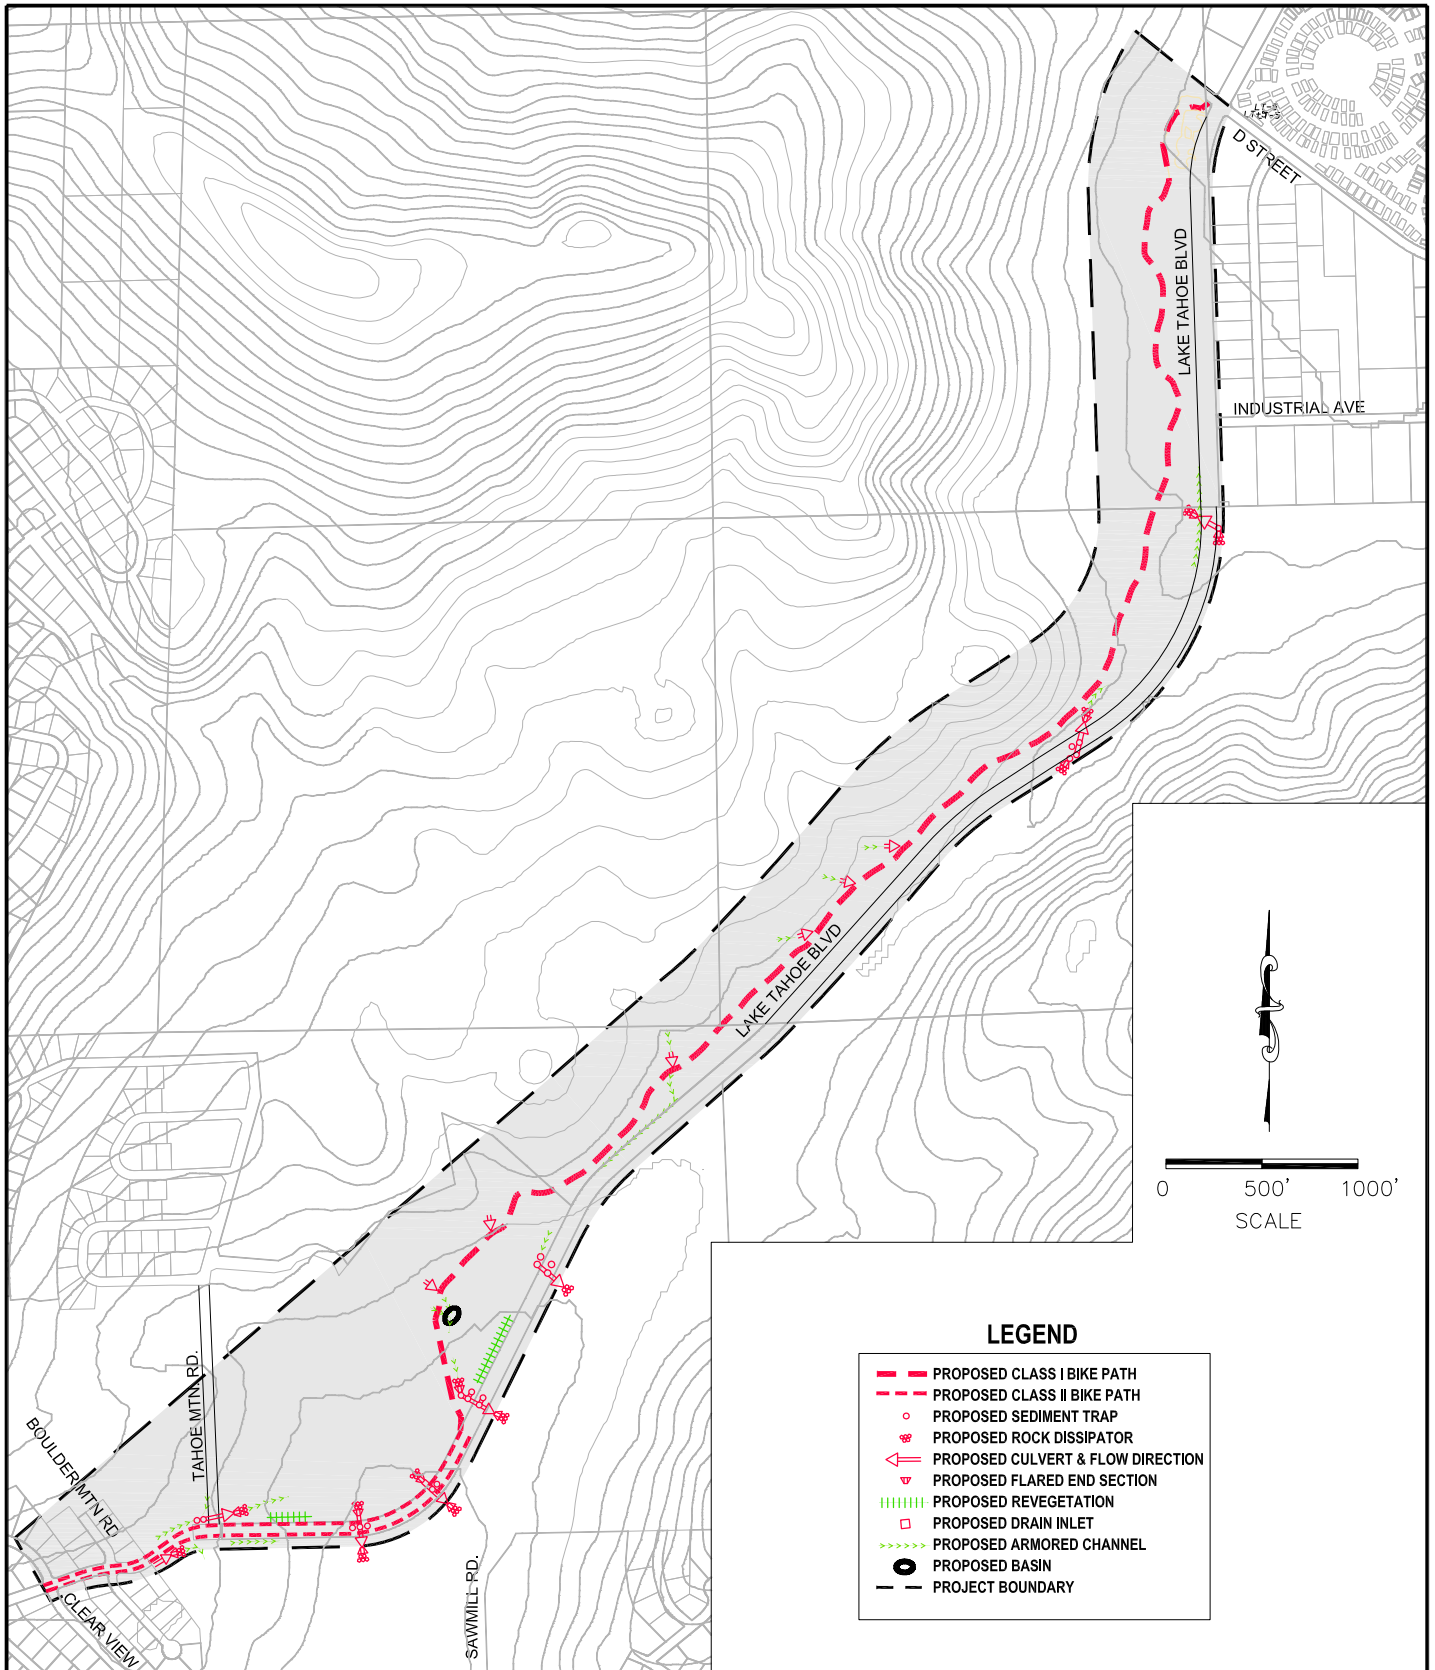 D STREET
LAKE TAHOE BLVD
INDUSTRIAL AVE
LAKE TAHOE BLVD
0 500' 1000'
SCALE
TAHOE MTN. RD.
BOULDER MTN RD
CLEAR VIEW
SAWMILL RD.
LEGEND
PROPOSED CLASS I BIKE PATH
PROPOSED CLASS II BIKE PATH
PROPOSED SEDIMENT TRAP
PROPOSED ROCK DISSIPATOR
PROPOSED CULVERT & FLOW DIRECTION
PROPOSED FLARED END SECTION
PROPOSED REVEGETATION
PROPOSED DRAIN INLET
PROPOSED ARMORED CHANNEL
PROPOSED BASIN
PROJECT BOUNDARY